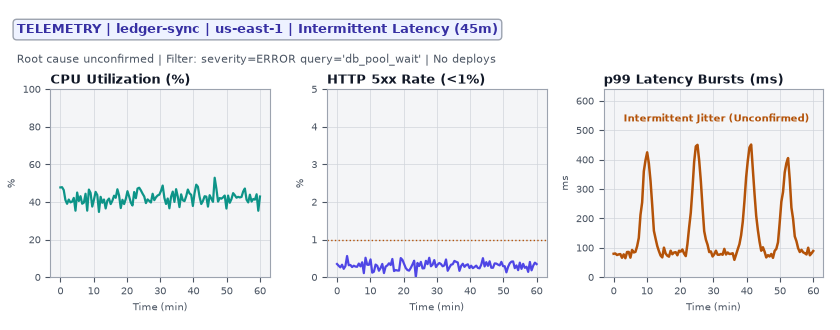 TELEMETRY | ledger-sync | us-east-1 | Intermittent Latency (45m)
Root cause unconfirmed | Filter: severity=ERROR query='db_pool_wait' | No deploys
CPU Utilization (%)
100
80
60
40
20
0
%
0 10 20 30 40 50 60
Time (min)
HTTP 5xx Rate (<1%)
5
4
3
2
1
0
%
0 10 20 30 40 50 60
Time (min)
p99 Latency Bursts (ms)
600
500
400
300
200
100
0
ms
Intermittent Jitter (Unconfirmed)
0 10 20 30 40 50 60
Time (min)